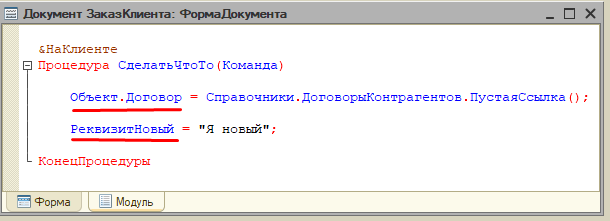 Документ ЗаказКлиента: ФормаДокумента
&НаКлиенте
Процедура СделатьЧтоТо(Команда)
Объект.Договор = Справочники.ДоговорыКонтрагентов.ПустаяСсылка();
РеквизитНовый = "Я новый";
КонецПроцедуры
Форма Модуль